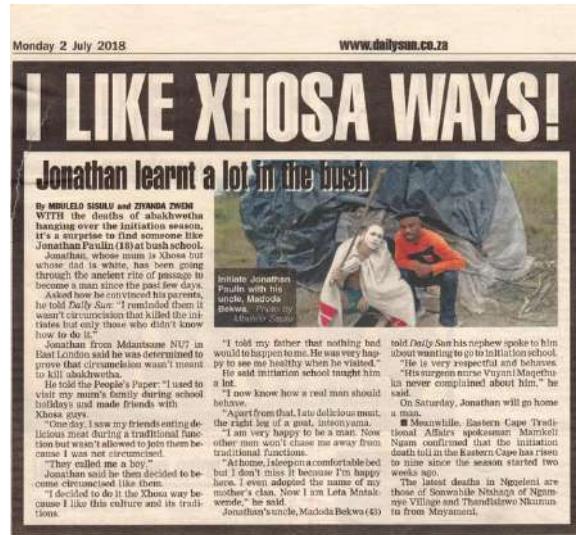 Monday 2 July 2018
www.dailysun.co.za
I LIKE XHOSA WAYS!
Jonathan learnt a lot in the bush
By MBULELO SISULU and ZIYANDA ZWENI
WITH the deaths of abakhwetha
hanging over the initiation season,
it's a surprise to find someone like
Jonathan Paulin (18) at bush school.
Jonathan, whose mum is Xhosa but
whose dad is white, has been going
through the ancient rite of passage to
become a man since the past few days.
Asked how he convinced his parents,
he told Daily Sun: "I reminded them it
wasn't circumcision that killed the ini-
tiates but only those who didn't know
how to do it."
Jonathan from Mdantsane NU7 in
East London said he was determined to
prove that circumcision wasn't meant
to kill abakhwetha.
He told the People's Paper: "I used to
visit my mum's family during school
holidays and made friends with
Xhosa guys.
"One day, I saw my friends eating de-
licious meat during a traditional func-
tion but wasn't allowed to join them be-
cause I was not circumcised.
"They called me a boy."
Jonathan said he then decided to be-
come circumcised like them.
"I decided to do it the Xhosa way be-
cause I like this culture and its tradi-
tions.
Initiate Jonathan
Paulin with his
uncle, Madoda
Bekwa. Photo by
Mbulelo Sisulu
"I told my father that nothing bad
would to happen to me. He was very hap-
py to see me healthy when he visited."
He said initiation school taught him
a lot.
"I now know how a real man should
behave.
"Apart from that, I ate delicious meat,
the right leg of a goat, intsonyama.
"I am very happy to be a man. Now
other men won't chase me away from
traditional functions.
"At home, I sleep on a comfortable bed
but I don't miss it because I'm happy
here. I even adopted the name of my
mother's clan. Now I am Leta Matak-
wende," he said.
Jonathan's uncle, Madoda Bekwa (43)
told Daily Sun his nephew spoke to him
about wanting to go to initiation school.
"He is very respectful and behaves.
"His surgeon nurse Vuyani Maqethu-
ka never complained about him," he
said.
On Saturday, Jonathan will go home
a man.
■ Meanwhile, Eastern Cape Tradi-
tional Affairs spokesman Mamkeli
Ngam confirmed that the initiation
death toll in the Eastern Cape has risen
to nine since the season started two
weeks ago.
The latest deaths in Ngqeleni are
those of Sonwabile Ntshaqa of Ngam-
nye Village and Thandisizwe Nkunun-
tu from Mnyameni.